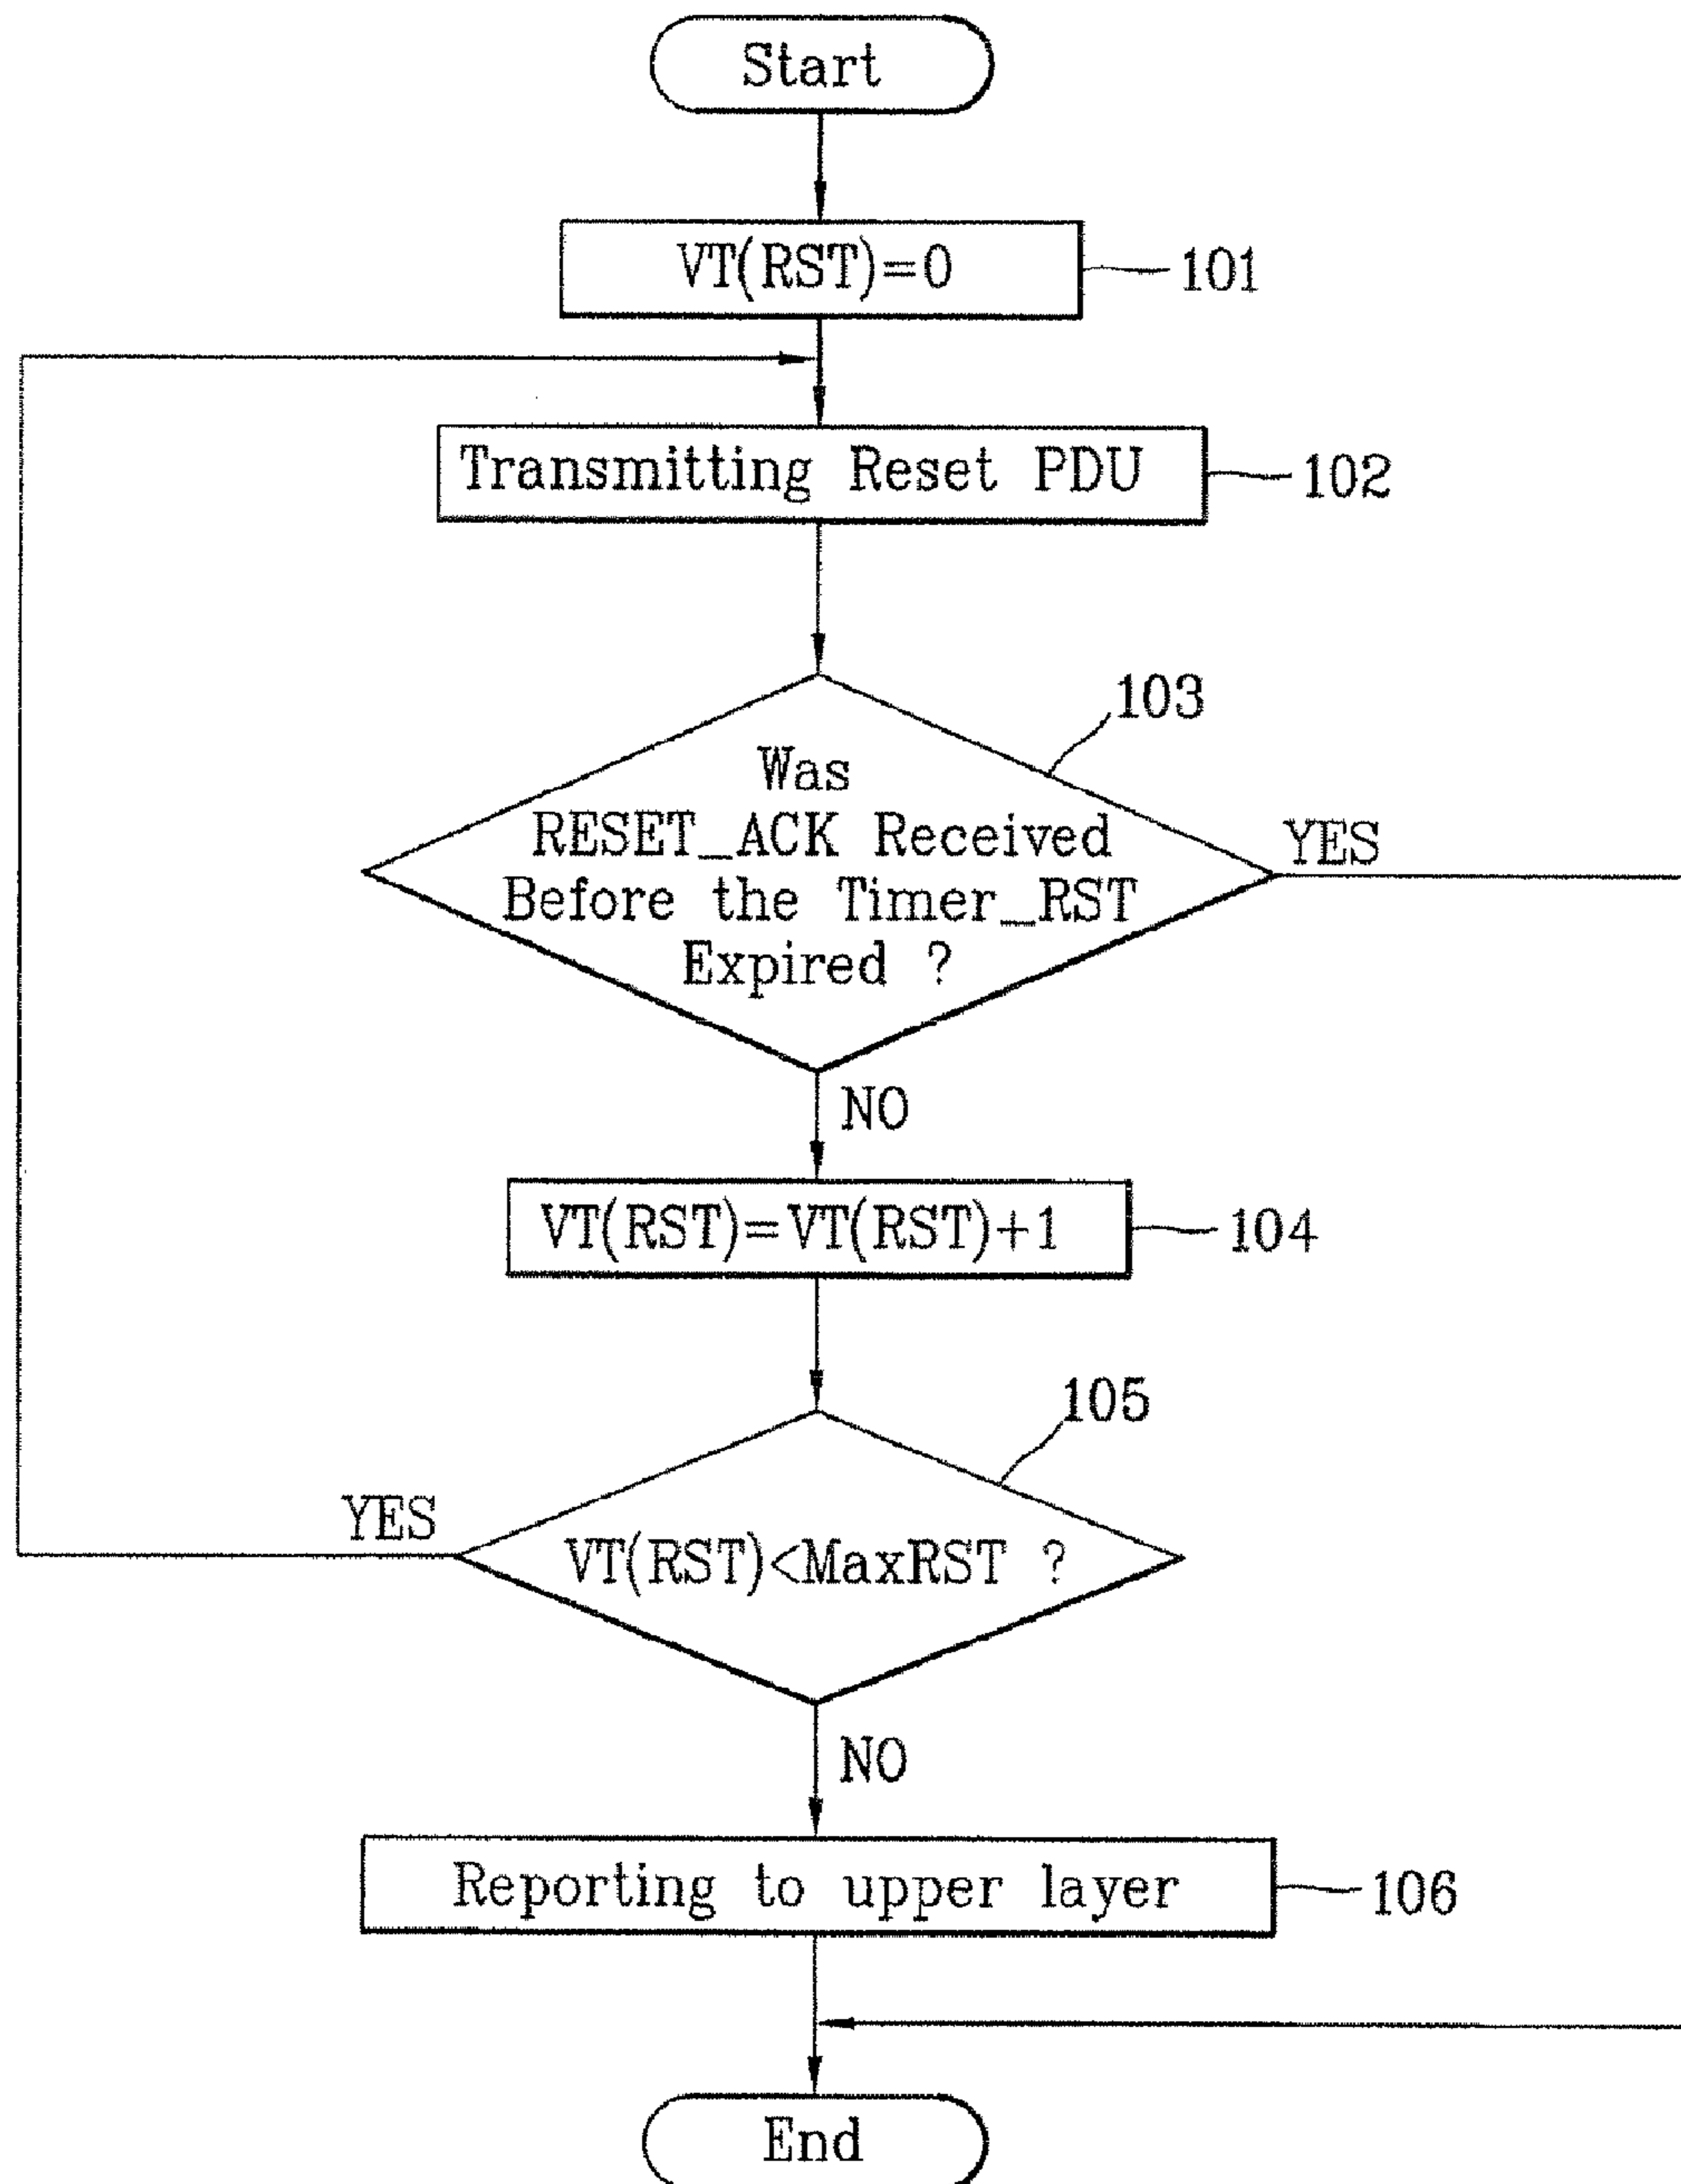 Start
VT(RST)=0
101
Transmitting Reset PDU
102
103
Was
RESET_ACK Received
Before the Timer_RST
Expired ?
YES
NO
VT(RST)=VT(RST)+1
104
105
YES
VT(RST)<MaxRST ?
NO
Reporting to upper layer
106
End